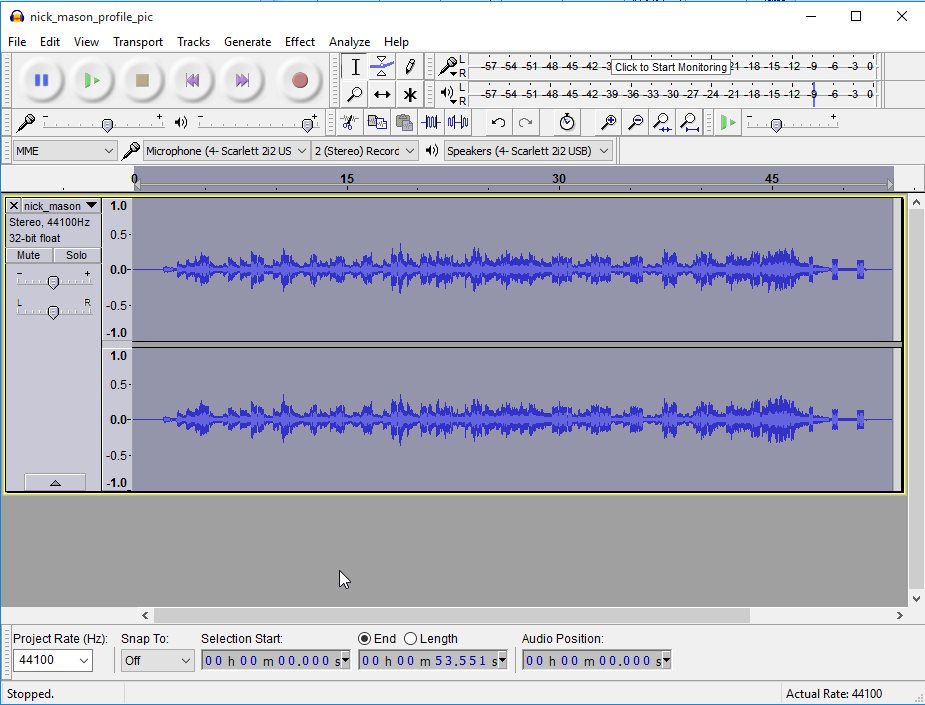 nick_mason_profile_pic
File Edit View Transport Tracks Generate Effect Analyze Help
L
R
-57 -54 -51 -48 -45 -42 -3 Click to Start Monitoring 21 -18 -15 -12 -9 -6 -3 0
L
R
-57 -54 -51 -48 -45 -42 -39 -36 -33 -30 -27 -24 -21 -18 -15 -12 -9 -6 -3 0
- + - + - +
MME Microphone (4- Scarlett 2i2 US 2 (Stereo) Record Speakers (4- Scarlett 2i2 USB)
0 15 30 45
nick_mason
Stereo, 44100Hz
32-bit float
Mute Solo
- +
L R
1.0
0.5-
0.0-
-0.5-
-1.0
1.0
0.5-
0.0-
-0.5-
-1.0
Project Rate (Hz): Snap To: Selection Start: End Length Audio Position:
44100 Off 00 h 00 m 00.000 s 00 h 00 m 53.551 s 00 h 00 m 00.000 s
Stopped. Actual Rate: 44100